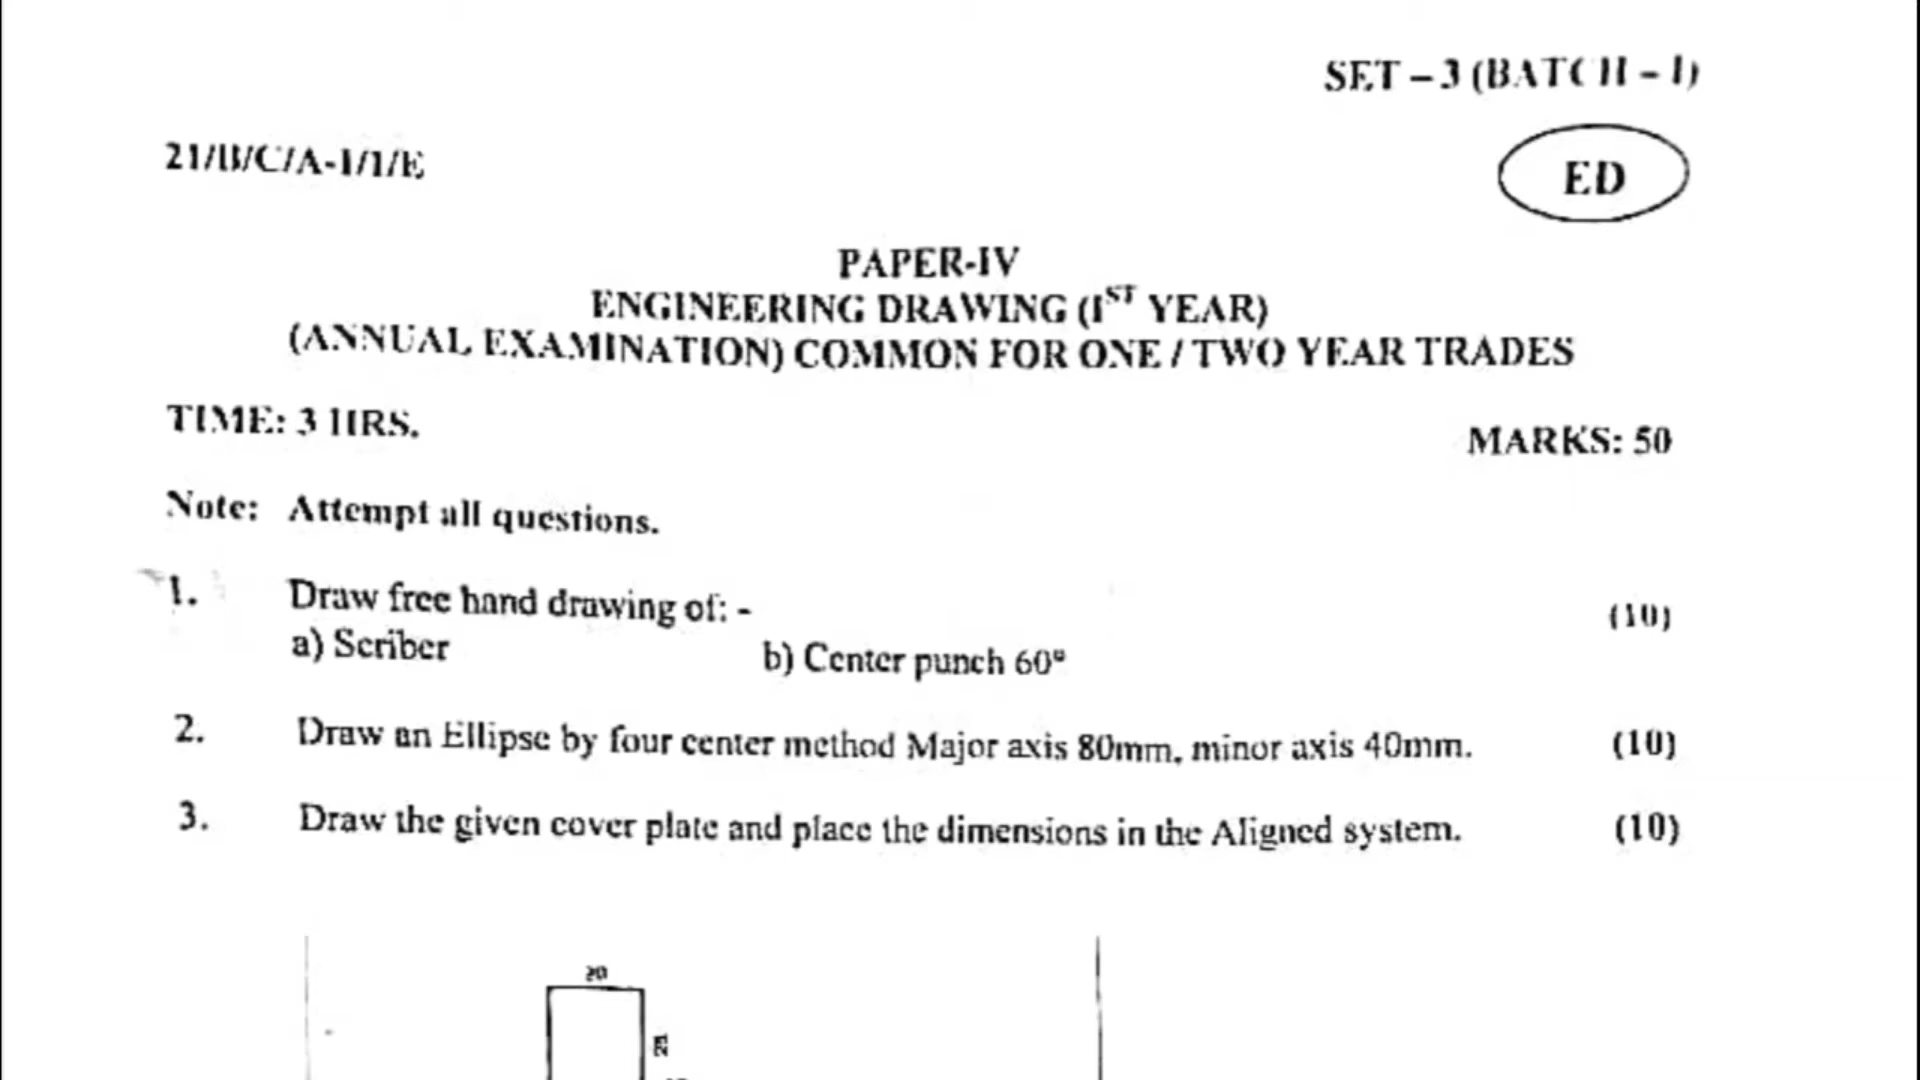 SET – 3 (BATCH – I)
21/B/C/A-1/1/E
ED
PAPER-IV
ENGINEERING DRAWING (IST YEAR)
(ANNUAL EXAMINATION) COMMON FOR ONE / TWO YEAR TRADES
TIME: 3 HRS.
MARKS: 50
Note: Attempt all questions.
1. Draw free hand drawing of: - (10)
a) Scriber b) Center punch 60°
2. Draw an Ellipse by four center method Major axis 80mm, minor axis 40mm. (10)
3. Draw the given cover plate and place the dimensions in the Aligned system. (10)
20